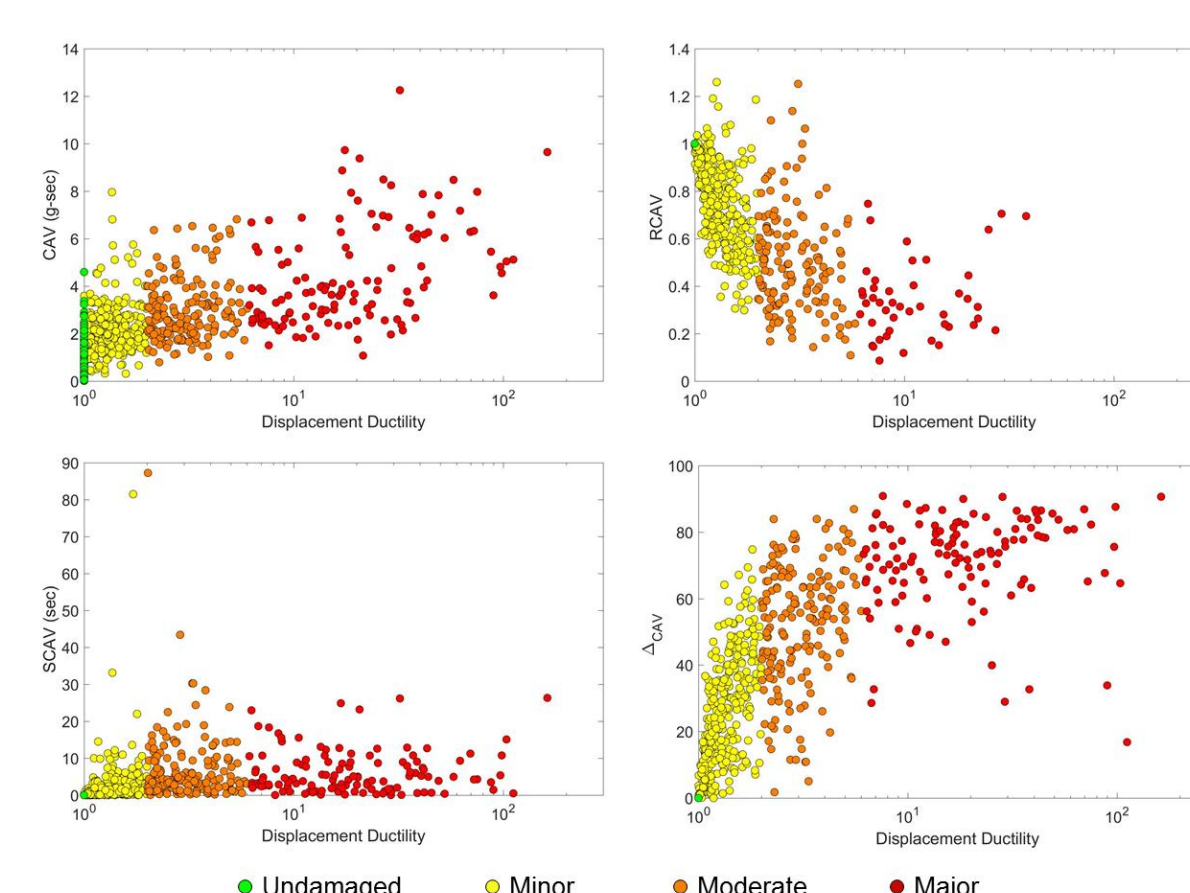 14
12
10
8
6
4
2
0
CAV (g-sec)
10^0 10^1 10^2
Displacement Ductility
1.4
1.2
1
0.8
0.6
0.4
0.2
0
RCAV
10^0 10^1 10^2
Displacement Ductility
90
80
70
60
50
40
30
20
10
0
SCAV (sec)
10^0 10^1 10^2
Displacement Ductility
100
80
60
40
20
0
Δ_CAV
10^0 10^1 10^2
Displacement Ductility
Undamaged Minor Moderate Major